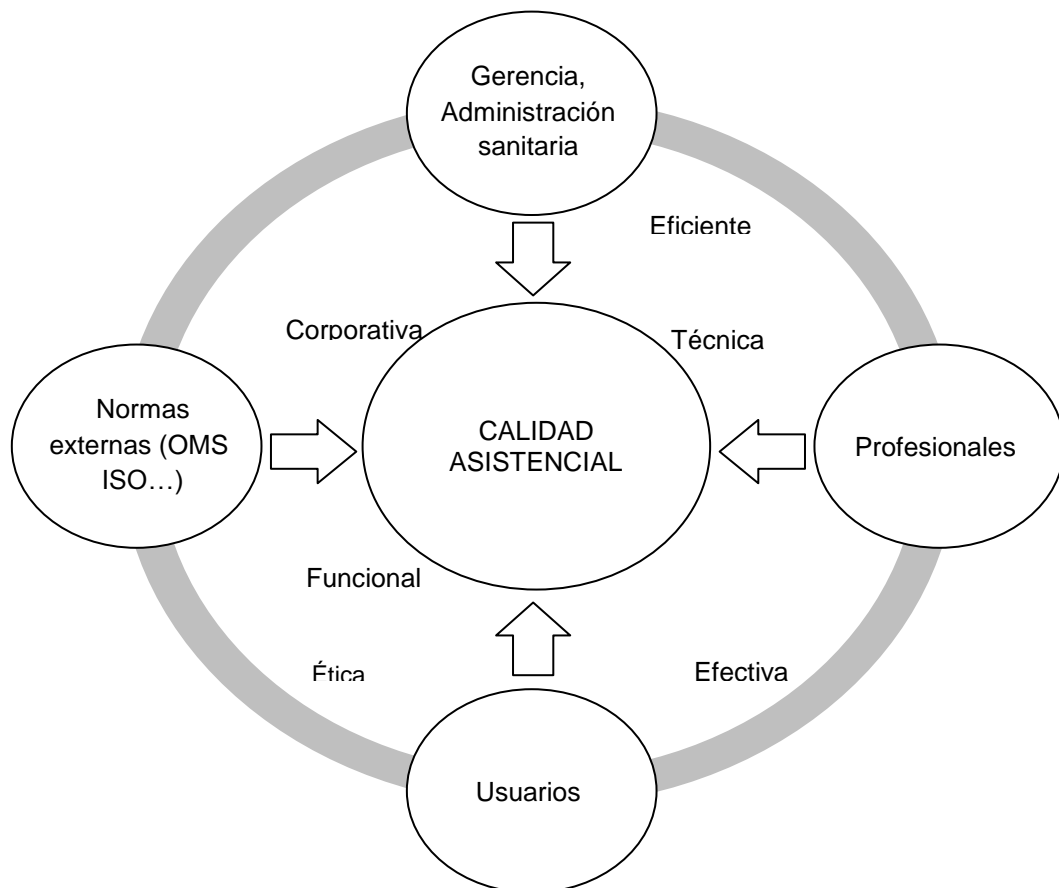 Gerencia,
Administración
sanitaria
Eficiente
Corporativa
Técnica
Normas
externas (OMS
ISO…)
CALIDAD
ASISTENCIAL
Profesionales
Funcional
Ética
Efectiva
Usuarios